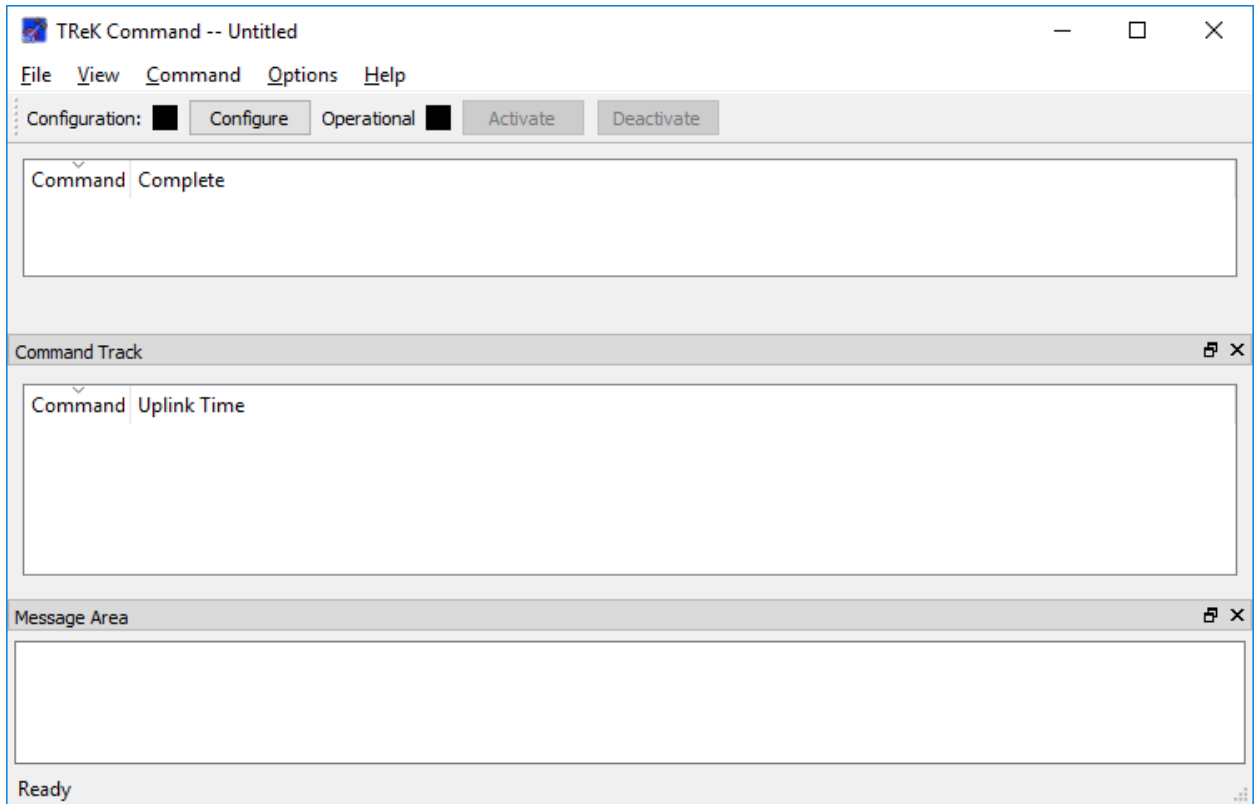 TReK Command -- Untitled
File View Command Options Help
Configuration: Configure Operational Activate Deactivate
Command Complete
Command Track
Command Uplink Time
Message Area
Ready